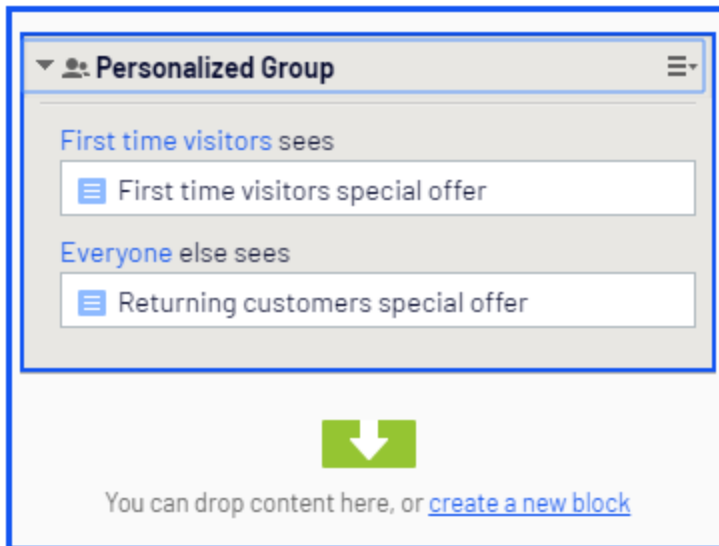 Personalized Group
First time visitors sees
First time visitors special offer
Everyone else sees
Returning customers special offer
You can drop content here, or create a new block